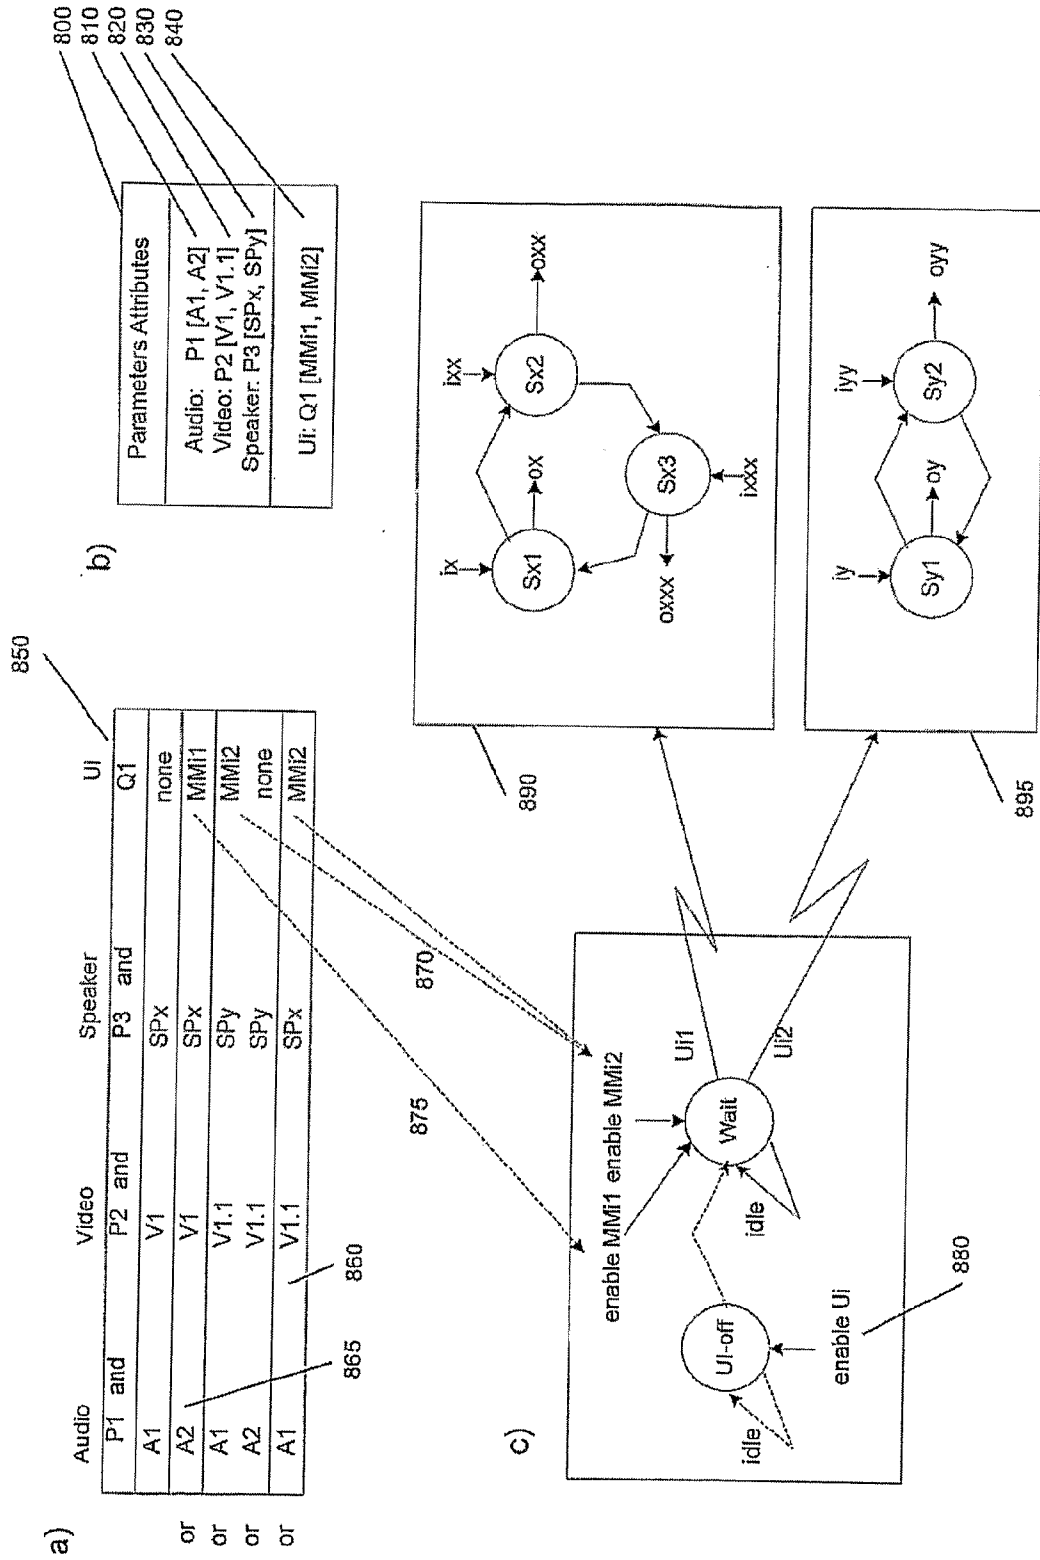 a)
Audio Video Speaker UI
850
P1 and P2 and P3 and Q1
A1 V1 SPx none
or A2 V1 SPx MMi1
or A1 V1.1 SPy MMi2
or A2 V1.1 SPy none
or A1 V1.1 SPx MMi2
865
860
875
870
b)
800
810
820
830
840
Parameters Attributes
Audio: P1 [A1, A2]
Video: P2 [V1, V1.1]
Speaker: P3 [SPx, SPy]
Ui: Q1 [MMi1, MMi2]
c)
enable MMi1 enable MMi2
UI-off
Wait
idle
idle
enable Ui
880
Ui1
Ui2
890
ix
Sx1
ox
ixx
Sx2
oxx
Sx3
ixxx
oxxx
895
iy
Sy1
oy
iyy
Sy2
oyy